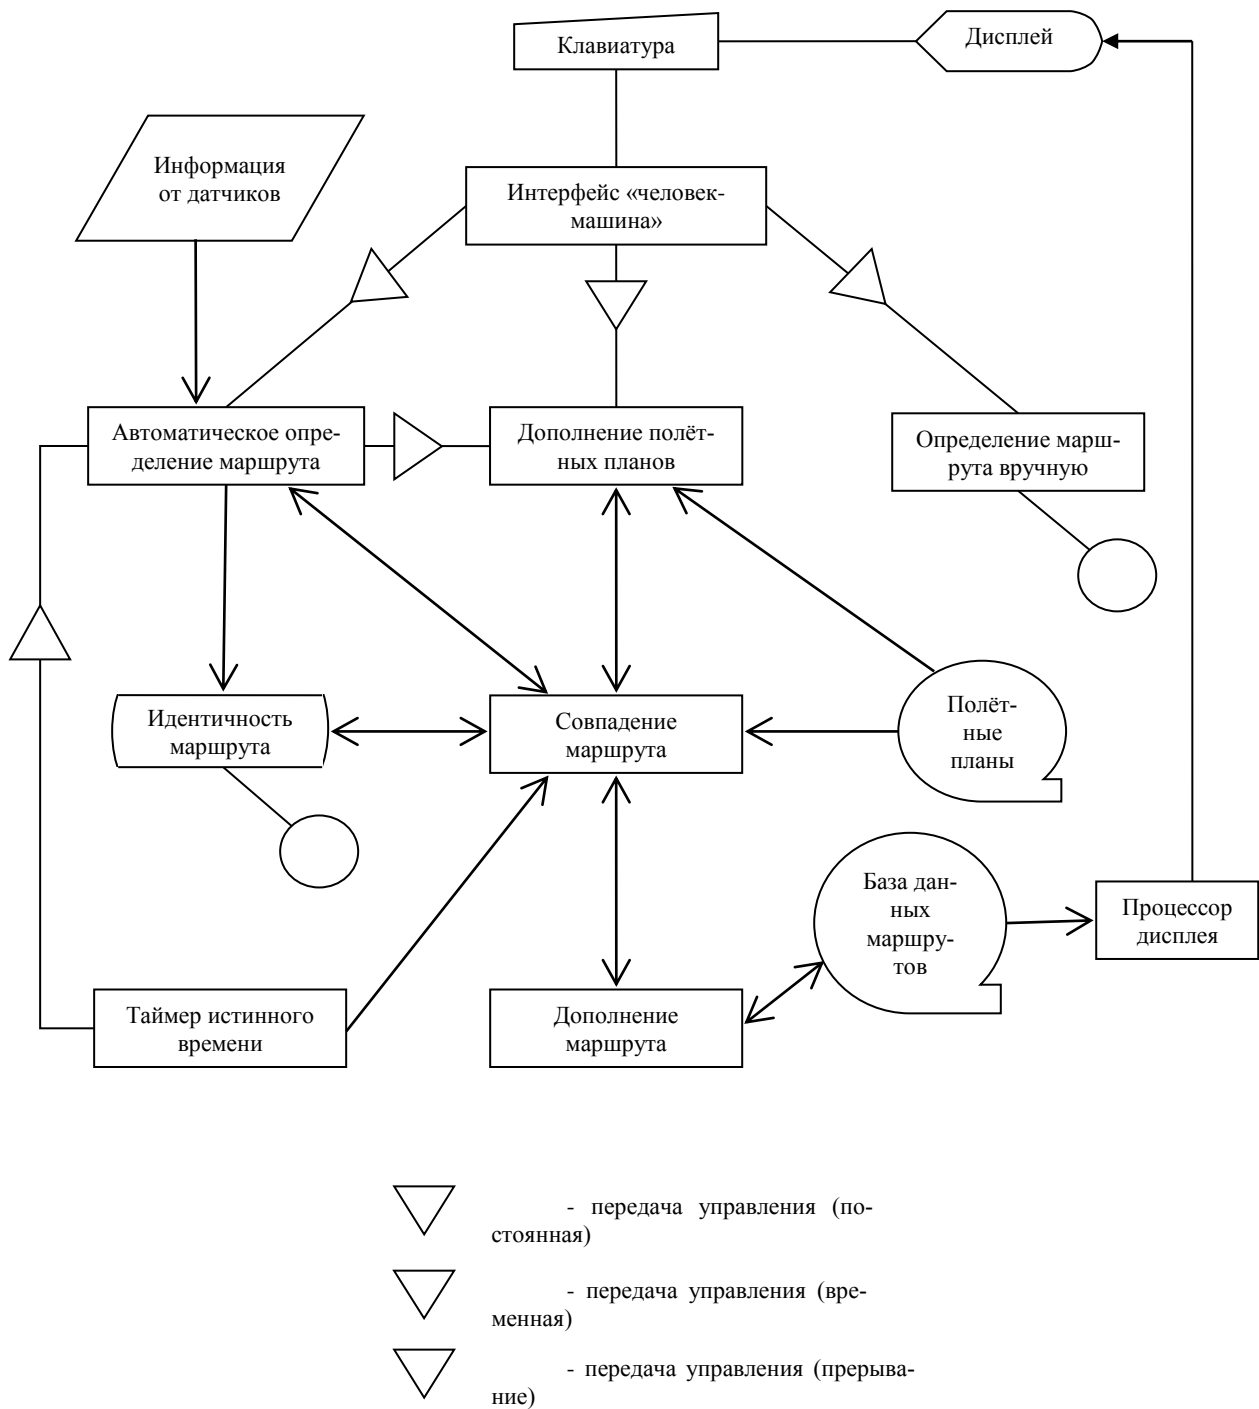 Клавиатура
Дисплей
Информация
от датчиков
Интерфейс «человек-
машина»
Автоматическое опре-
деление маршрута
Дополнение полёт-
ных планов
Определение марш-
рута вручную
Идентичность
маршрута
Совпадение
маршрута
Полёт-
ные
планы
База дан-
ных
маршру-
тов
Процессор
дисплея
Таймер истинного
времени
Дополнение
маршрута
- передача управления (по-
стоянная)
- передача управления (вре-
менная)
- передача управления (прерыва-
ние)